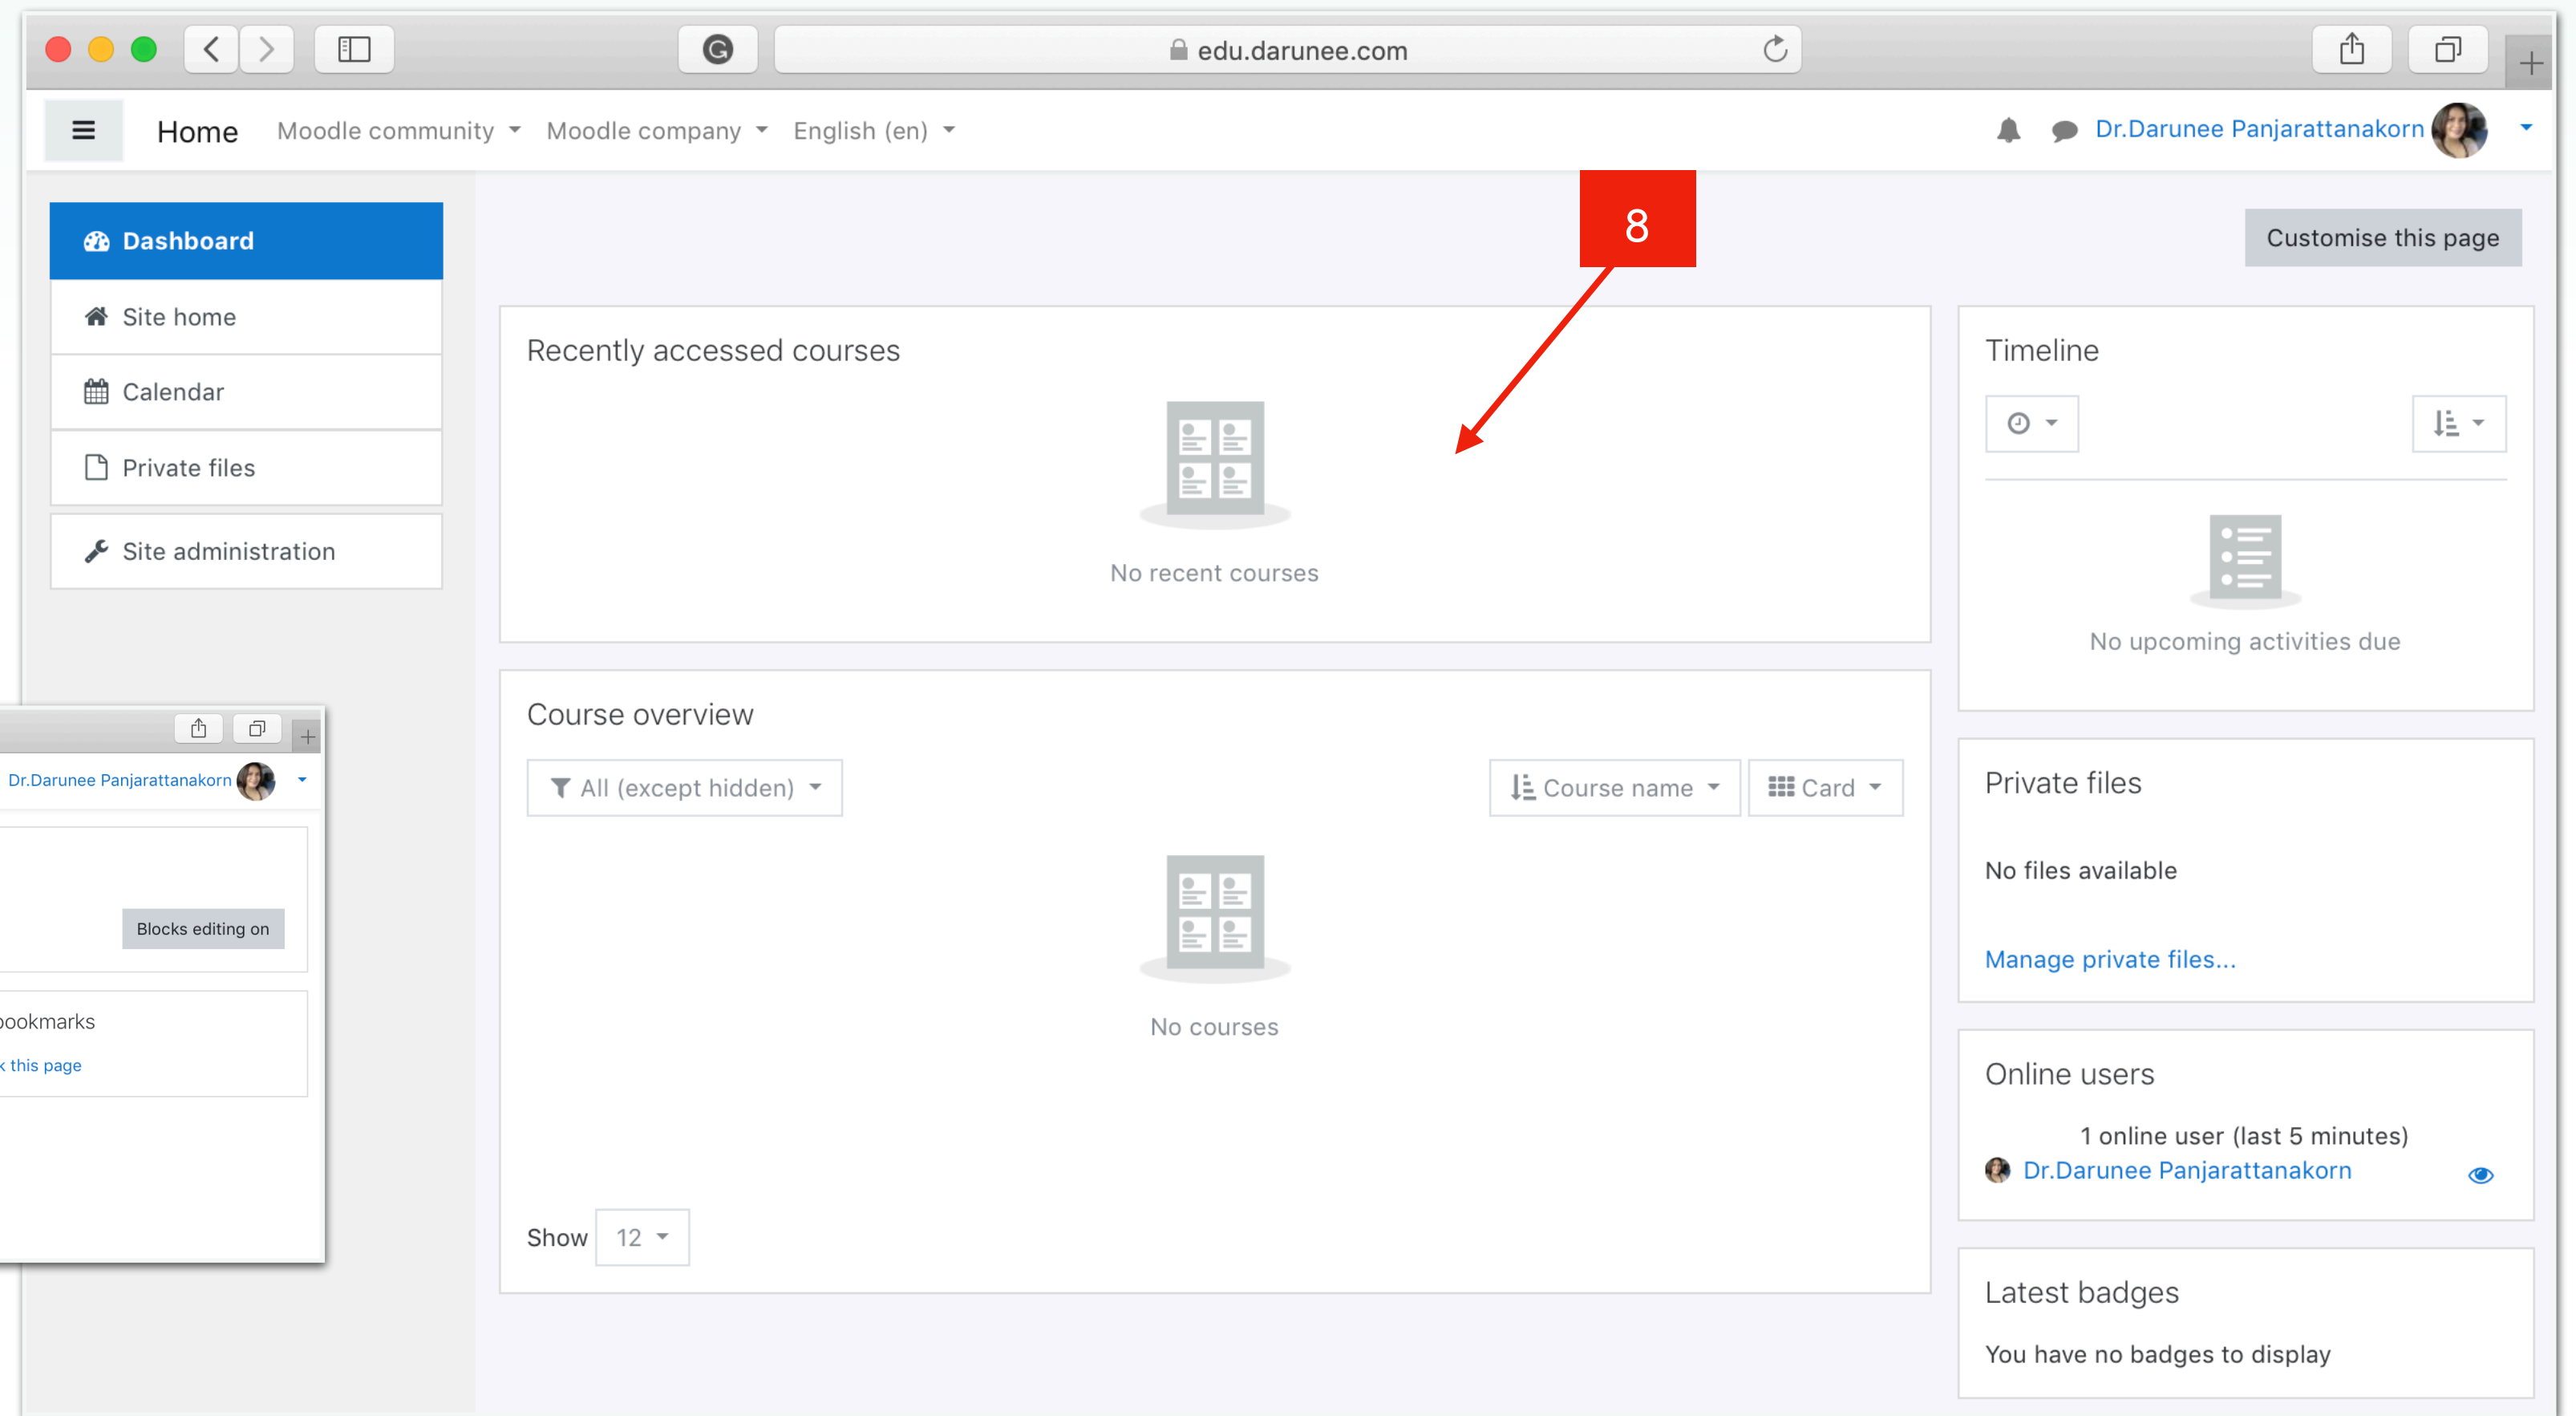 edu.darunee.com
Home Moodle community Moodle company English (en) Dr.Darunee Panjarattanakorn
8
Customise this page
Dashboard
Site home
Calendar
Private files
Site administration
Recently accessed courses
No recent courses
Timeline
No upcoming activities due
Course overview
All (except hidden) Course name Card
No courses
Show 12
Private files
No files available
Manage private files...
Online users
1 online user (last 5 minutes)
Dr.Darunee Panjarattanakorn
Latest badges
You have no badges to display
Dr.Darunee Panjarattanakorn
Blocks editing on
ookmarks
k this page